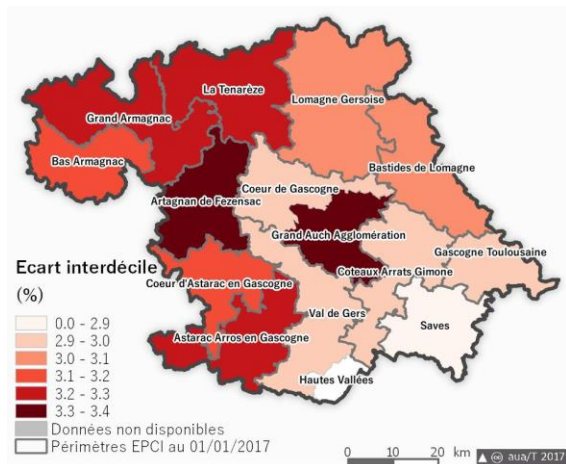 La Tenarèze
Lomagne Gersoise
Grand Armagnac
Bas Armagnac
Bastides de Lomagne
Coeur de Gascogne
Artagnan de Fezensac
Grand Auch Agglomération
Gascogne Toulousaine
Ecart interdécile
(%)
Coteaux Arrats Gimone
Coeur d'Astarac en Gascogne
0.0 - 2.9
2.9 - 3.0
3.0 - 3.1
3.1 - 3.2
3.2 - 3.3
3.3 - 3.4
Données non disponibles
Périmètres EPCI au 01/01/2017
Val de Gers
Saves
Astarac Arros en Gascogne
Hautes Vallées
0 10 20 km
cc aua/T 2017